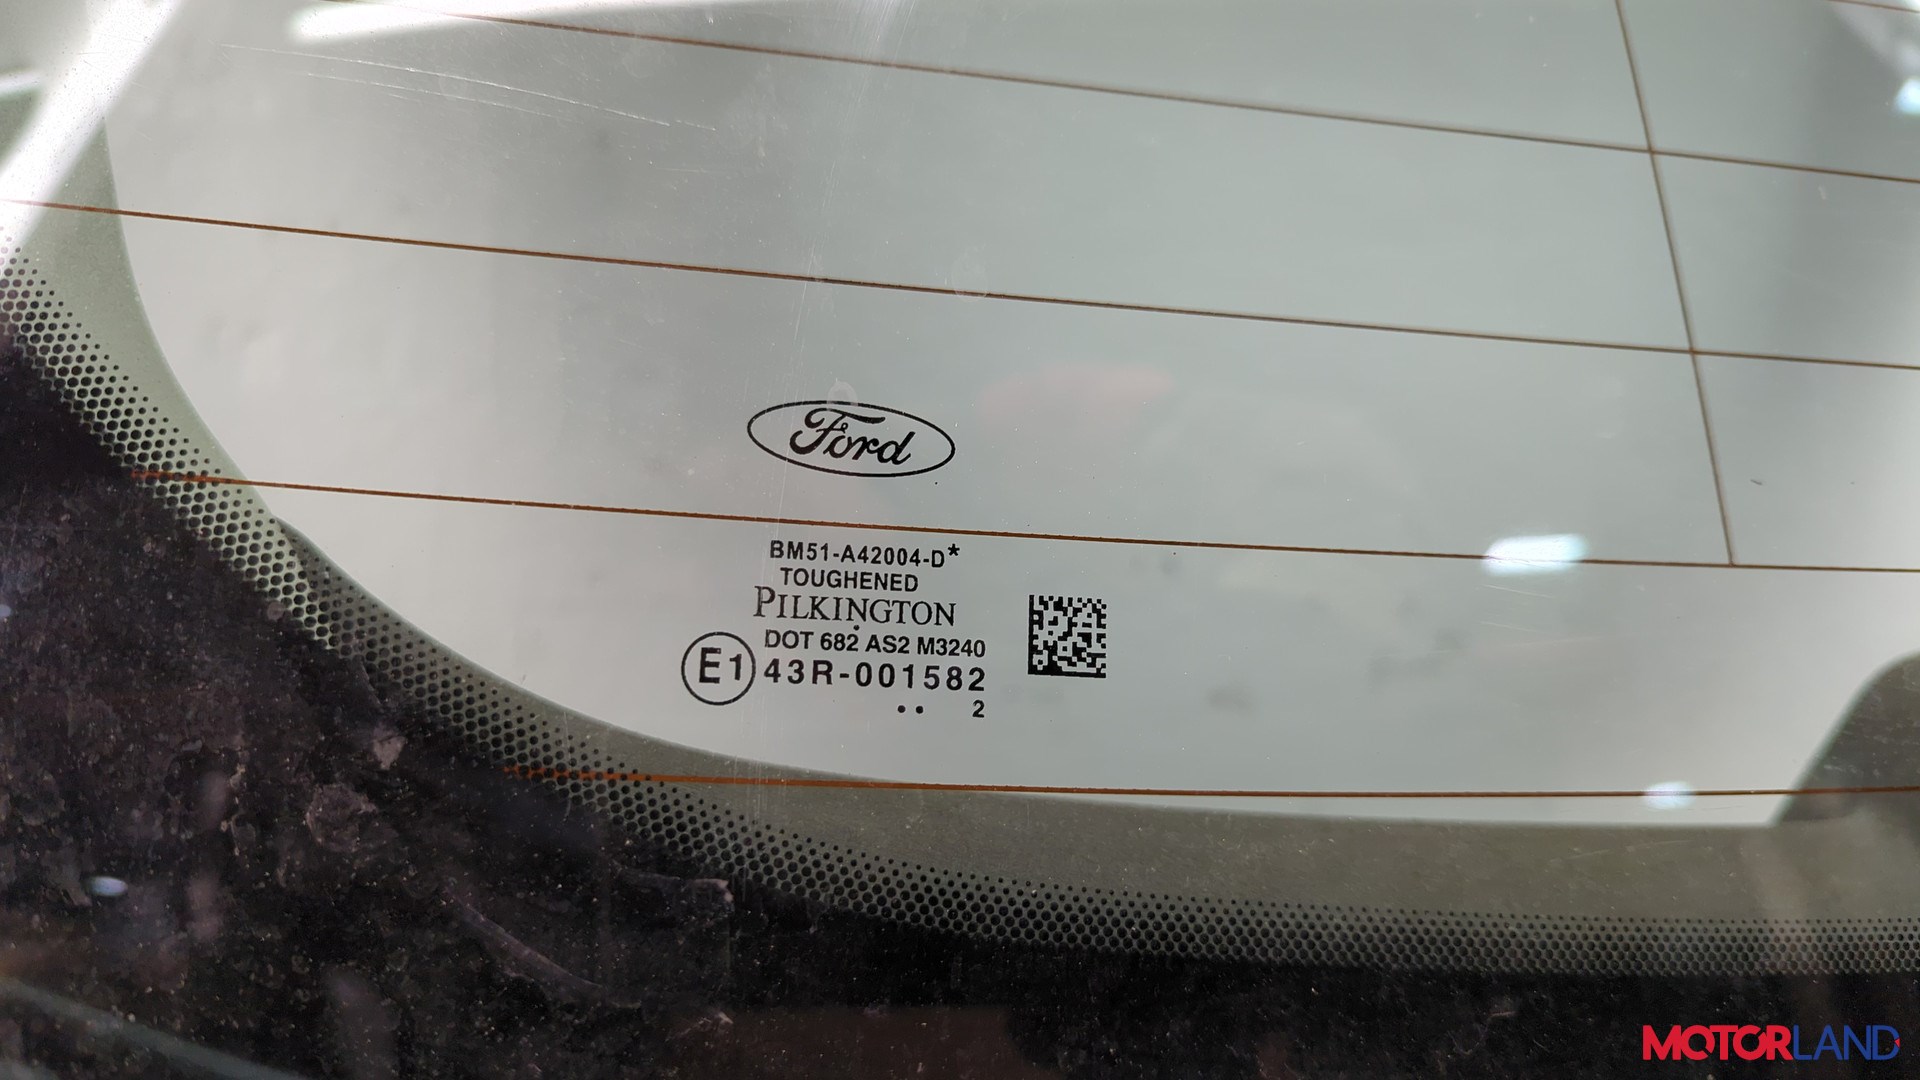 Ford
BM51-A42004-D*
TOUGHENED
PILKINGTON
DOT 682 AS2 M3240
E1 43R-001582
.. 2
MOTORLAND